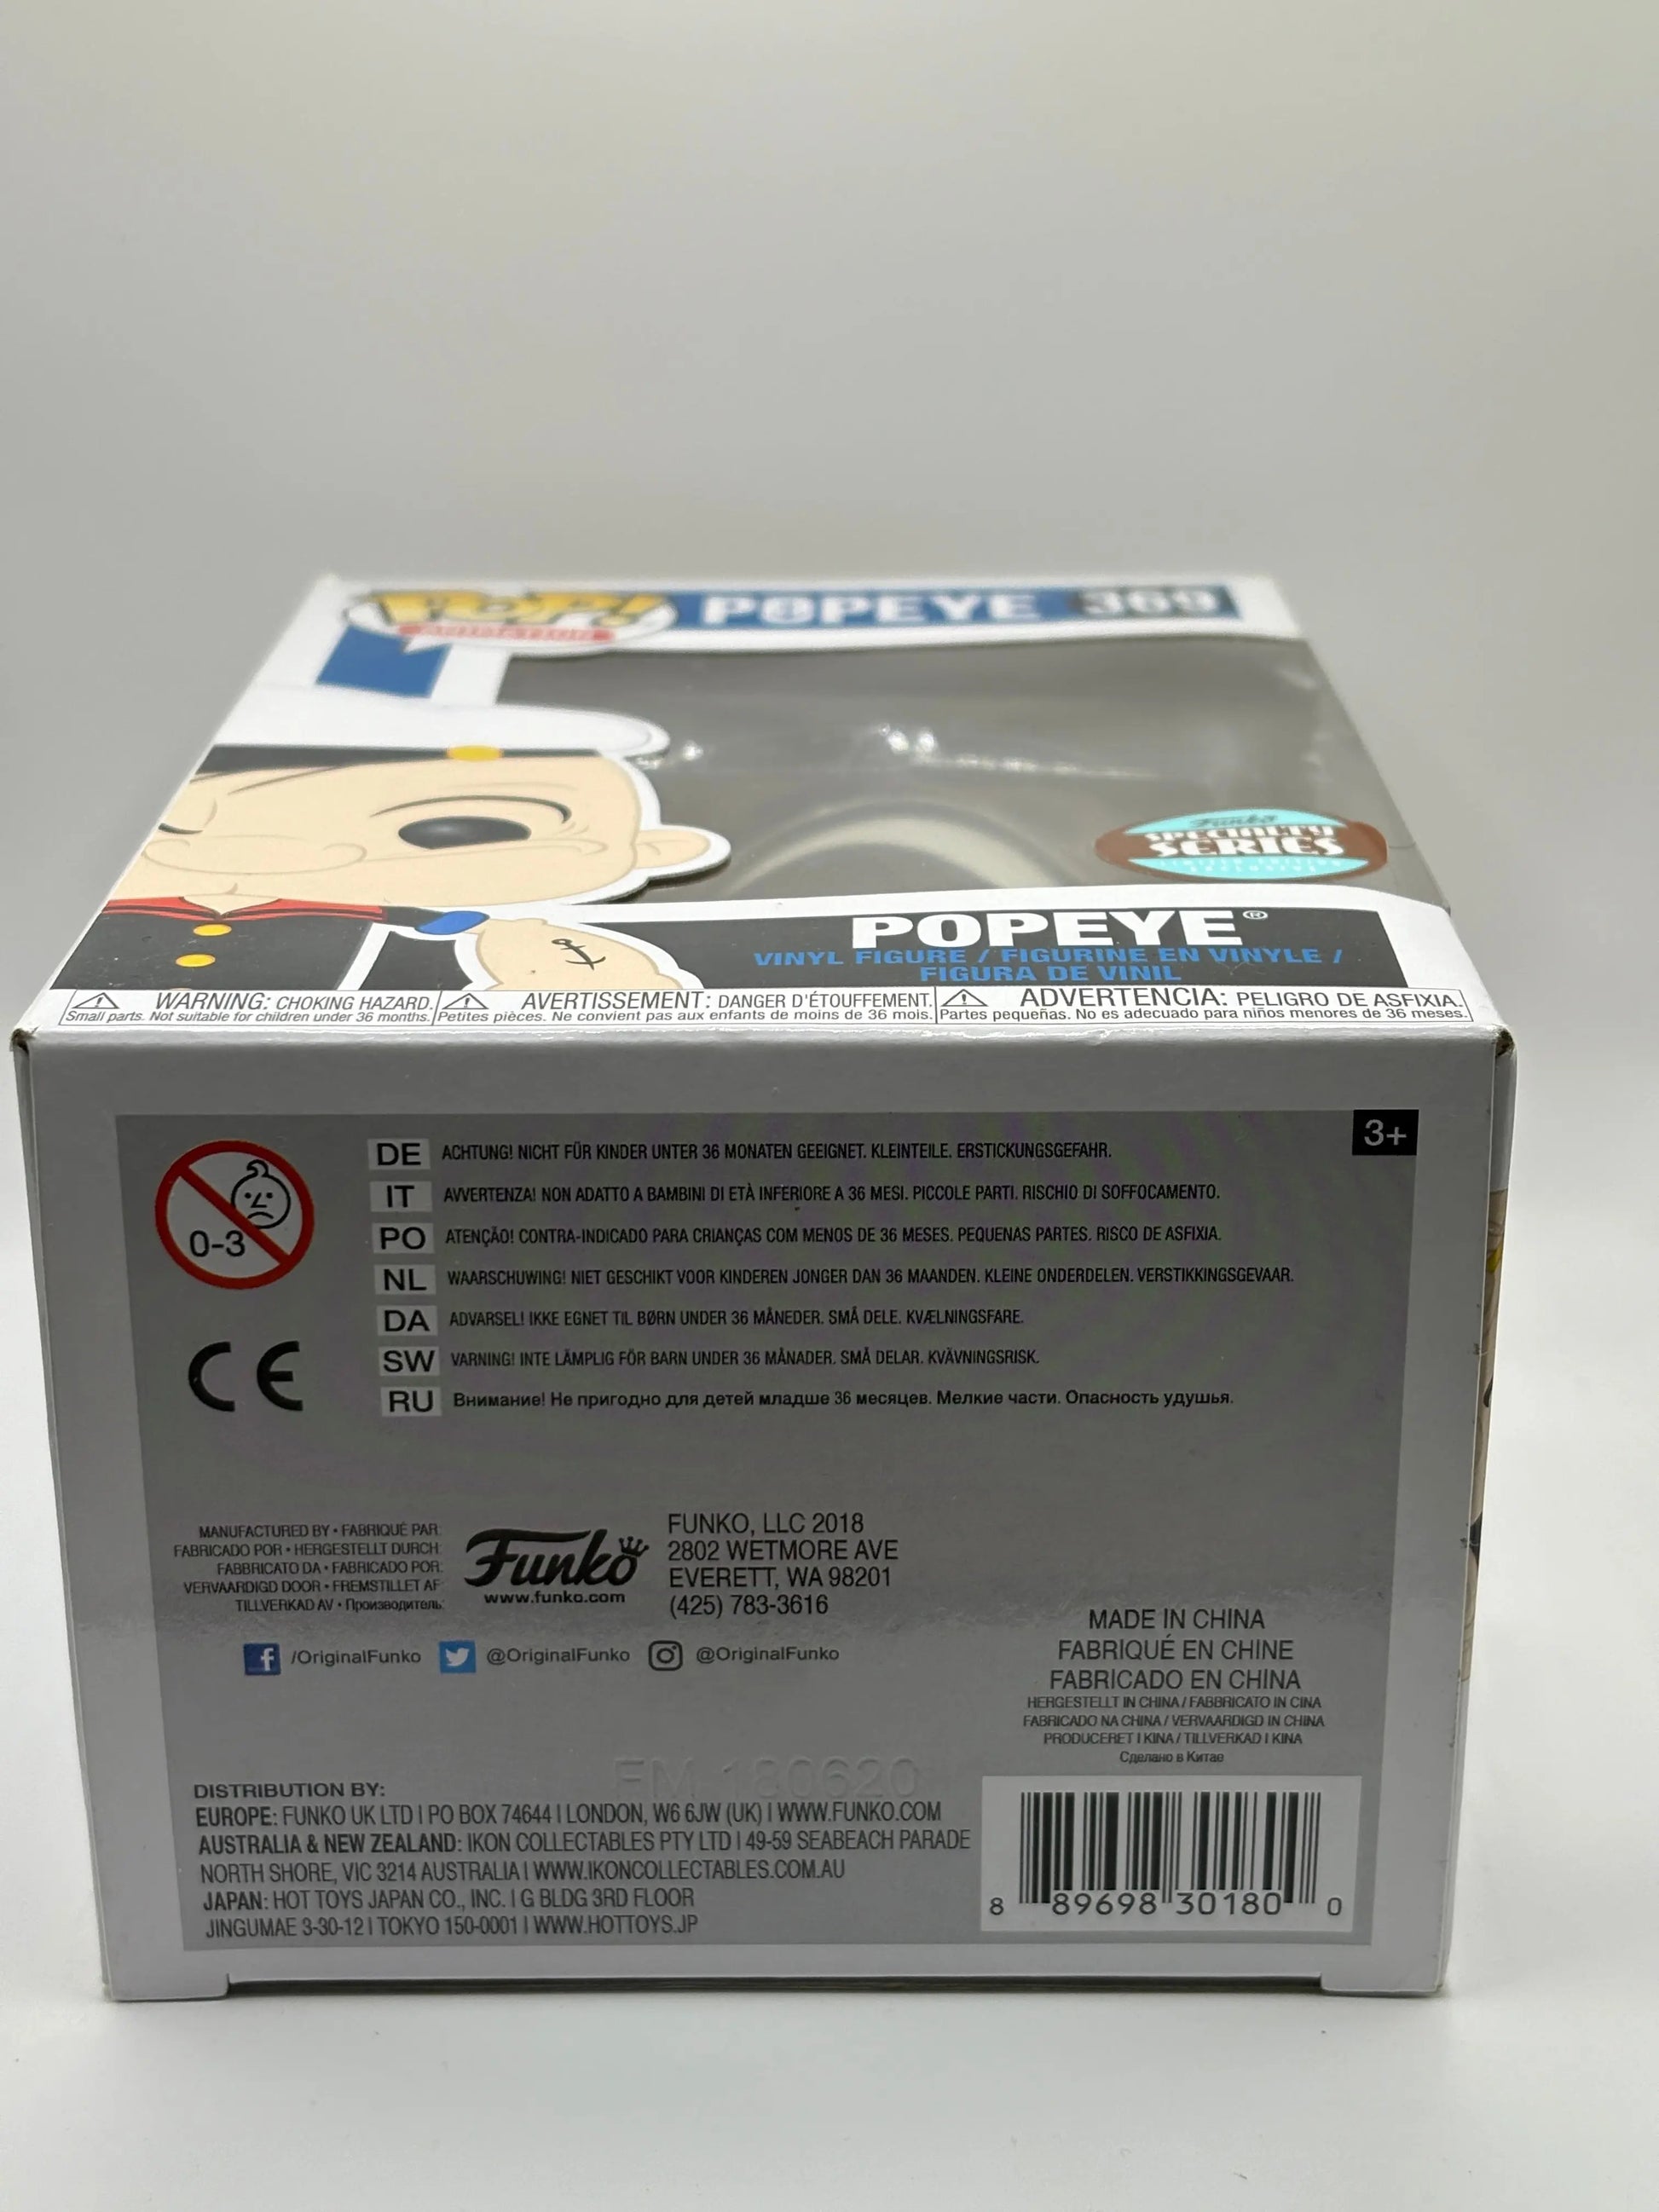 POP! POPEYE 369
ANIMATION
Funko
SPECIALTY
SERIES
LIMITED EDITION
EXCLUSIVE
POPEYE®
VINYL FIGURE / FIGURINE EN VINYLE /
FIGURA DE VINIL
WARNING: CHOKING HAZARD.
Small parts. Not suitable for children under 36 months.
AVERTISSEMENT: DANGER D'ÉTOUFFEMENT.
Petites pièces. Ne convient pas aux enfants de moins de 36 mois.
ADVERTENCIA: PELIGRO DE ASFIXIA.
Partes pequeñas. No es adecuado para niños menores de 36 meses.
3+
0-3
DE ACHTUNG! NICHT FÜR KINDER UNTER 36 MONATEN GEEIGNET. KLEINTEILE. ERSTICKUNGSGEFAHR.
IT AVVERTENZA! NON ADATTO A BAMBINI DI ETÀ INFERIORE A 36 MESI. PICCOLE PARTI. RISCHIO DI SOFFOCAMENTO.
PO ATENÇÃO! CONTRA-INDICADO PARA CRIANÇAS COM MENOS DE 36 MESES. PEQUENAS PARTES. RISCO DE ASFIXIA.
NL WAARSCHUWING! NIET GESCHIKT VOOR KINDEREN JONGER DAN 36 MAANDEN. KLEINE ONDERDELEN. VERSTIKKINGSGEVAAR.
DA ADVARSEL! IKKE EGNET TIL BØRN UNDER 36 MÅNEDER. SMÅ DELE. KVÆLNINGSFARE.
SW VARNING! INTE LÄMPLIG FÖR BARN UNDER 36 MÅNADER. SMÅ DELAR. KVÄVNINGSRISK.
RU Внимание! Не пригодно для детей младше 36 месяцев. Мелкие части. Опасность удушья.
CE
MANUFACTURED BY • FABRIQUÉ PAR:
FABRICADO POR • HERGESTELLT DURCH:
FABBRICATO DA • FABRICADO POR:
VERVAARDIGD DOOR • FREMSTILLET AF:
TILLVERKAD AV • Производитель:
Funko
www.funko.com
FUNKO, LLC 2018
2802 WETMORE AVE
EVERETT, WA 98201
(425) 783-3616
/OriginalFunko @OriginalFunko @OriginalFunko
MADE IN CHINA
FABRIQUÉ EN CHINE
FABRICADO EN CHINA
HERGESTELLT IN CHINA / FABBRICATO IN CINA
FABRICADO NA CHINA / VERVAARDIGD IN CHINA
PRODUCERET I KINA / TILLVERKAD I KINA
Сделано в Китае
FM 180620
DISTRIBUTION BY:
EUROPE: FUNKO UK LTD | PO BOX 74644 | LONDON, W6 6JW (UK) | WWW.FUNKO.COM
AUSTRALIA & NEW ZEALAND: IKON COLLECTABLES PTY LTD | 49-59 SEABEACH PARADE
NORTH SHORE, VIC 3214 AUSTRALIA | WWW.IKONCOLLECTABLES.COM.AU
JAPAN: HOT TOYS JAPAN CO., INC. | G BLDG 3RD FLOOR
JINGUMAE 3-30-12 | TOKYO 150-0001 | WWW.HOTTOYS.JP
8 89698 30180 0